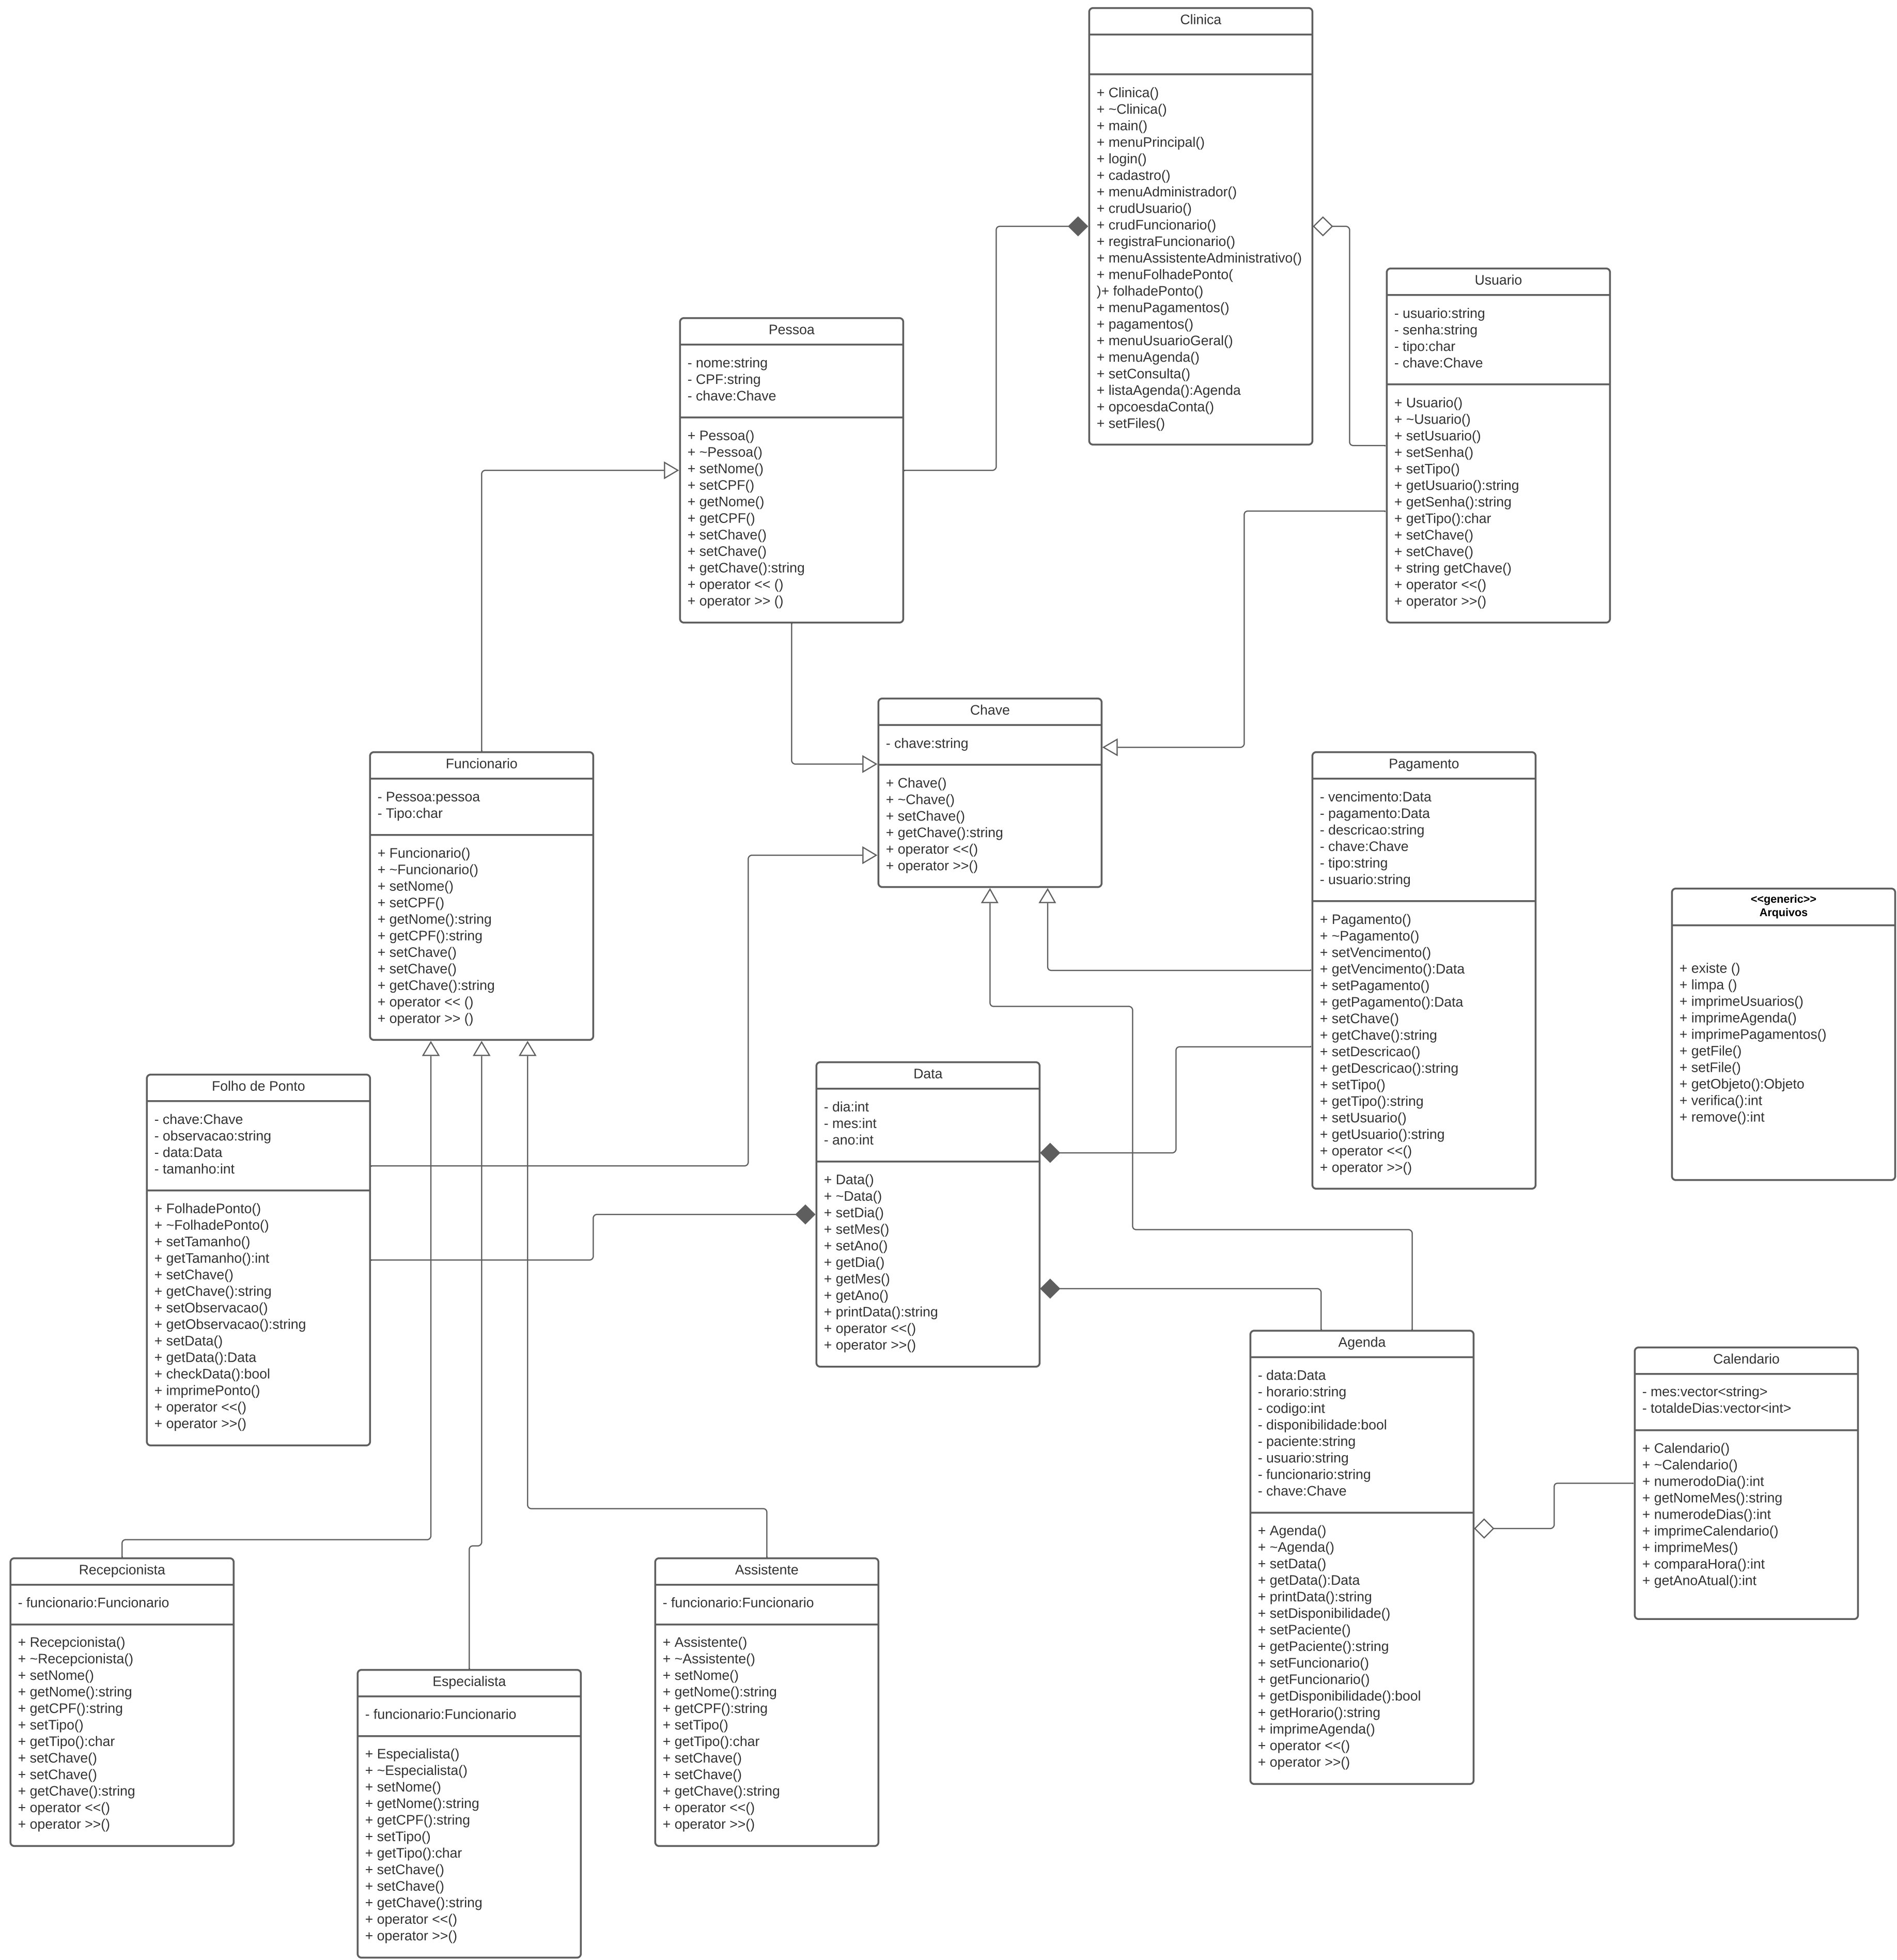 Clinica
+ Clinica()
+ ~Clinica()
+ main()
+ menuPrincipal()
+ login()
+ cadastro()
+ menuAdministrador()
+ crudUsuario()
+ crudFuncionario()
+ registraFuncionario()
+ menuAssistenteAdministrativo()
+ menuFolhadePonto(
)+ folhadePonto()
+ menuPagamentos()
+ pagamentos()
+ menuUsuarioGeral()
+ menuAgenda()
+ setConsulta()
+ listaAgenda():Agenda
+ opcoesdaConta()
+ setFiles()
Usuario
- usuario:string
- senha:string
- tipo:char
- chave:Chave
+ Usuario()
+ ~Usuario()
+ setUsuario()
+ setSenha()
+ setTipo()
+ getUsuario():string
+ getSenha():string
+ getTipo():char
+ setChave()
+ setChave()
+ string getChave()
+ operator <<()
+ operator >>()
Pessoa
- nome:string
- CPF:string
- chave:Chave
+ Pessoa()
+ ~Pessoa()
+ setNome()
+ setCPF()
+ getNome()
+ getCPF()
+ setChave()
+ setChave()
+ getChave():string
+ operator << ()
+ operator >> ()
Chave
- chave:string
+ Chave()
+ ~Chave()
+ setChave()
+ getChave():string
+ operator <<()
+ operator >>()
Funcionario
- Pessoa:pessoa
- Tipo:char
+ Funcionario()
+ ~Funcionario()
+ setNome()
+ setCPF()
+ getNome():string
+ getCPF():string
+ setChave()
+ setChave()
+ getChave():string
+ operator << ()
+ operator >> ()
Pagamento
- vencimento:Data
- pagamento:Data
- descricao:string
- chave:Chave
- tipo:string
- usuario:string
+ Pagamento()
+ ~Pagamento()
+ setVencimento()
+ getVencimento():Data
+ setPagamento()
+ getPagamento():Data
+ setChave()
+ getChave():string
+ setDescricao()
+ getDescricao():string
+ setTipo()
+ getTipo():string
+ setUsuario()
+ getUsuario():string
+ operator <<()
+ operator >>()
<<generic>>
Arquivos
+ existe ()
+ limpa ()
+ imprimeUsuarios()
+ imprimeAgenda()
+ imprimePagamentos()
+ getFile()
+ setFile()
+ getObjeto():Objeto
+ verifica():int
+ remove():int
Folho de Ponto
- chave:Chave
- observacao:string
- data:Data
- tamanho:int
+ FolhadePonto()
+ ~FolhadePonto()
+ setTamanho()
+ getTamanho():int
+ setChave()
+ getChave():string
+ setObservacao()
+ getObservacao():string
+ setData()
+ getData():Data
+ checkData():bool
+ imprimePonto()
+ operator <<()
+ operator >>()
Data
- dia:int
- mes:int
- ano:int
+ Data()
+ ~Data()
+ setDia()
+ setMes()
+ setAno()
+ getDia()
+ getMes()
+ getAno()
+ printData():string
+ operator <<()
+ operator >>()
Agenda
- data:Data
- horario:string
- codigo:int
- disponibilidade:bool
- paciente:string
- usuario:string
- funcionario:string
- chave:Chave
+ Agenda()
+ ~Agenda()
+ setData()
+ getData():Data
+ printData():string
+ setDisponibilidade()
+ setPaciente()
+ getPaciente():string
+ setFuncionario()
+ getFuncionario()
+ getDisponibilidade():bool
+ getHorario():string
+ imprimeAgenda()
+ operator <<()
+ operator >>()
Calendario
- mes:vector<string>
- totaldeDias:vector<int>
+ Calendario()
+ ~Calendario()
+ numerodoDia():int
+ getNomeMes():string
+ numerodeDias():int
+ imprimeCalendario()
+ imprimeMes()
+ comparaHora():int
+ getAnoAtual():int
Recepcionista
- funcionario:Funcionario
+ Recepcionista()
+ ~Recepcionista()
+ setNome()
+ getNome():string
+ getCPF():string
+ setTipo()
+ getTipo():char
+ setChave()
+ setChave()
+ getChave():string
+ operator <<()
+ operator >>()
Especialista
- funcionario:Funcionario
+ Especialista()
+ ~Especialista()
+ setNome()
+ getNome():string
+ getCPF():string
+ setTipo()
+ getTipo():char
+ setChave()
+ setChave()
+ getChave():string
+ operator <<()
+ operator >>()
Assistente
- funcionario:Funcionario
+ Assistente()
+ ~Assistente()
+ setNome()
+ getNome():string
+ getCPF():string
+ setTipo()
+ getTipo():char
+ setChave()
+ setChave()
+ getChave():string
+ operator <<()
+ operator >>()